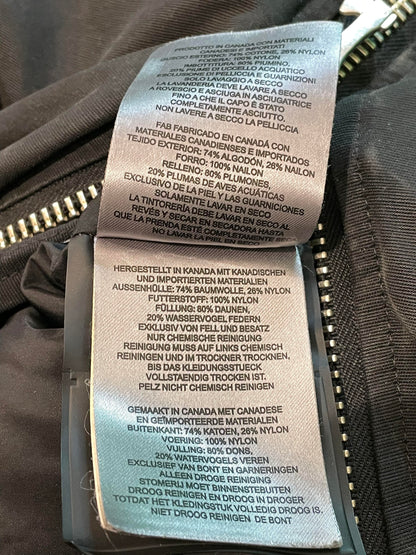 PRODOTTO IN CANADA CON MATERIALI
CANADESI E IMPORTATI
GUSCIO ESTERNO: 74% COTONE, 26% NYLON
FODERA: 100% NYLON
IMBOTTITURA: 80% PIUMINO,
20% PIUME DI UCELLO ACQUATICO
ESCLUSIONE DI PELLICCIA E GUARNIZIONI
LAVANDERIA DEVE LAVARE A SECCO
A ROVESCIO E ASCIUGA IN ASCIUGATRICE
FINO A CHE IL CAPO È STATO
COMPLETAMENTE ASCIUTTO.
NON LAVARE A SECCO LA PELLICCIA
FAB FABRICADO EN CANADÁ CON
MATERIALES CANADIENSES E IMPORTADOS
TEJIDO EXTERIOR: 74% ALGODÓN, 26% NAILON
FORRO: 100% NAILON
RELLENO: 80% PLUMONES,
20% PLUMAS DE AVES ACUÁTICAS
EXCLUSIVO DE LA PIEL Y LAS GUARNICIONES
SOLAMENTE LAVAR EN SECO
LA TINTORERÍA DEBE LAVAR EN SECO AL
REVÉS Y SECAR EN SECADORA HASTA
QUE LA PRENDA ESTÉ COMPLETAMENTE
NO LAVAR LA PIEL EN SECO
HERGESTELLT IN KANADA MIT KANADISCHEN
UND IMPORTIERTEN MATERIALIEN
AUSSENHÜLLE: 74% BAUMWOLLE, 26% NYLON
FUTTERSTOFF: 100% NYLON
FÜLLUNG: 80% DAUNEN,
20% WASSERVOGEL FEDERN
EXKLUSIV VON FELL UND BESATZ
NUR CHEMISCHE REINIGUNG
REINIGUNG MUSS AUF LINKS CHEMISCH
REINIGEN UND IM TROCKNER TROCKNEN,
BIS DAS KLEIDUNGSSTUECK
VOLLSTAENDIG TROCKEN IST.
PELZ NICHT CHEMISCH REINIGEN
GEMAAKT IN CANADA MET CANADESE
EN GEÏMPORTEERDE MATERIALEN
BUITENKANT: 74% KATOEN, 26% NYLON
VOERING: 100% NYLON
VULLING: 80% DONS,
20% WATERVOGELS VEREN
EXCLUSIEF VAN BONT EN GARNERINGEN
ALLEEN DROGE REINIGING
STOMERIJ MOET BINNENSTEBUITEN
DROOG REINIGEN EN DROOG IN DROGER
TOTDAT HET KLEDINGSTUK VOLLEDIG DROOG IS.
NIET DROOG REINIGEN DE BONT